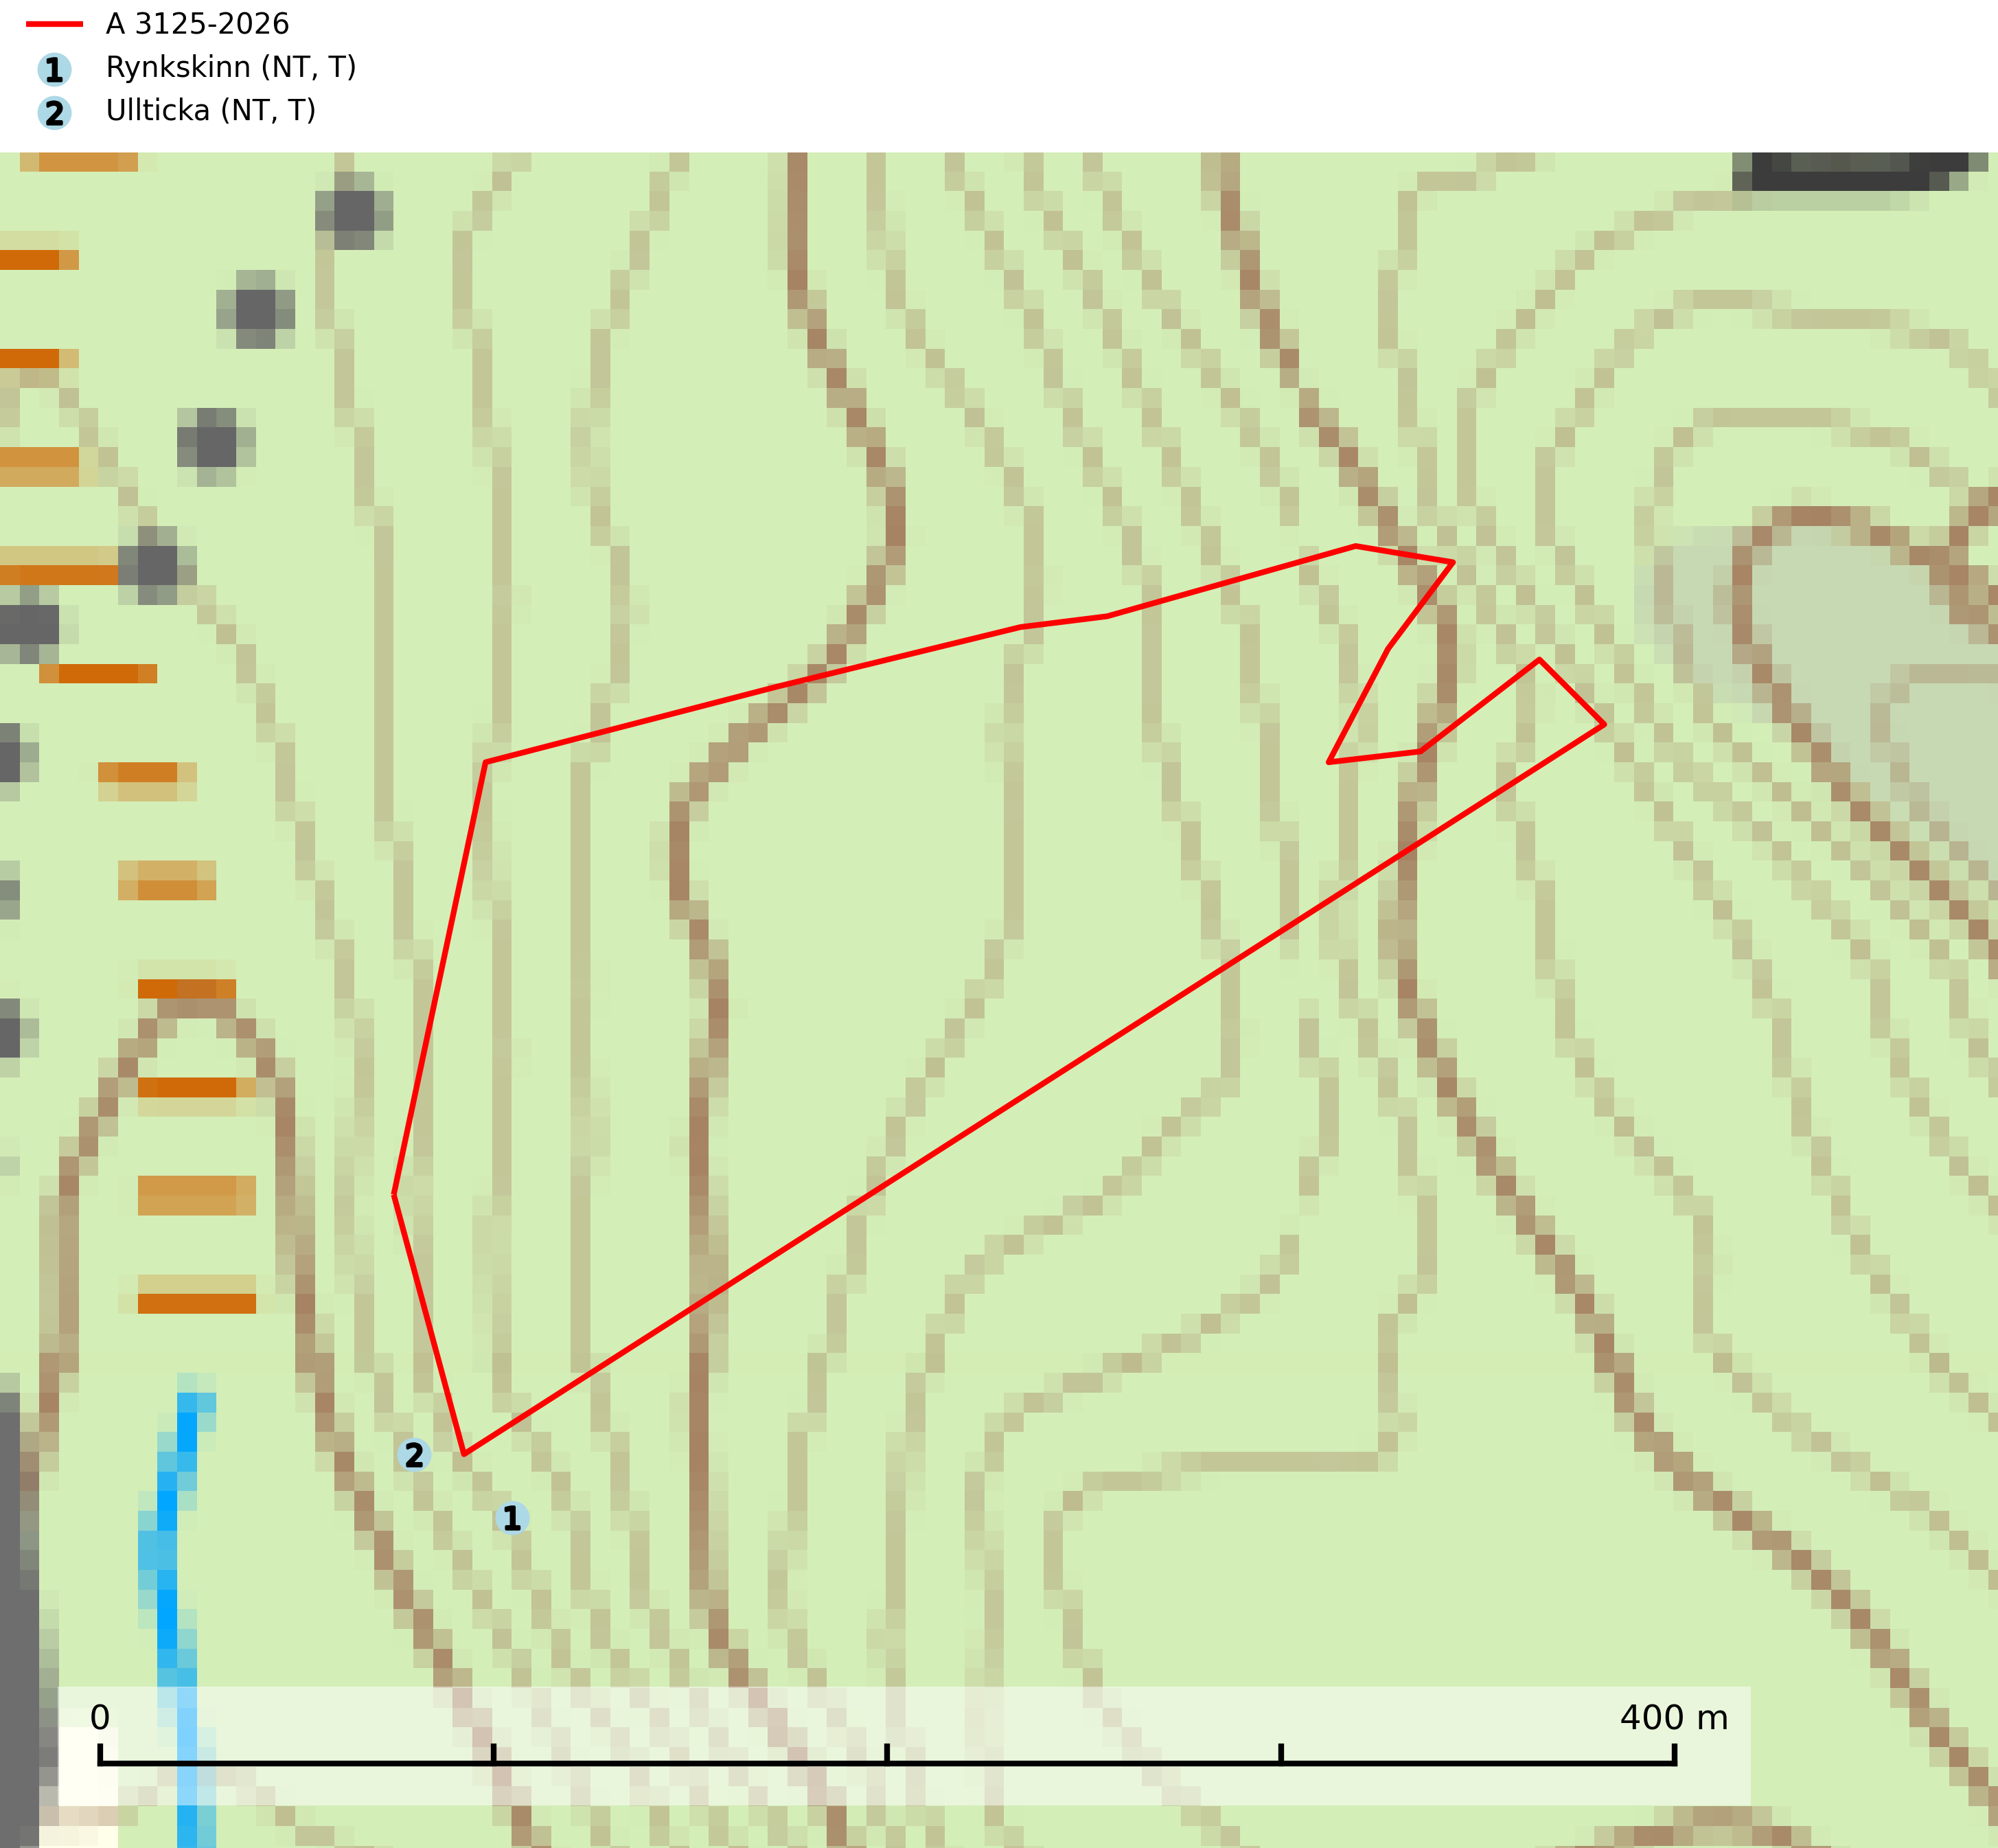 A 3125-2026
1 Rynkskinn (NT, T)
2 Ullticka (NT, T)
2
1
0 400 m